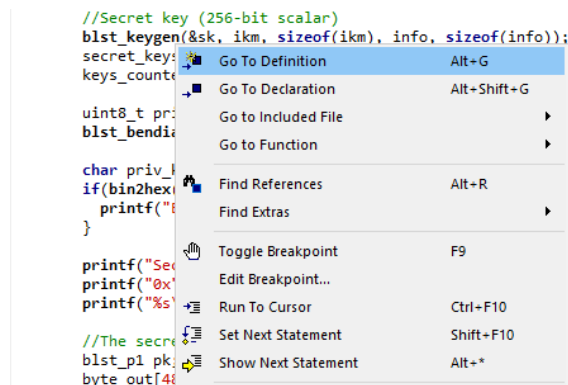 //Secret key (256-bit scalar)
blst_keygen(&sk, ikm, sizeof(ikm), info, sizeof(info));
secret_keys
keys_counte
uint8_t pri
blst_bendia
char priv_k
if(bin2hex(
printf("E
}
printf("Sec
printf("0x"
printf("%s\
//The secre
blst_p1 pk;
byte out[48
Go To Definition Alt+G
Go To Declaration Alt+Shift+G
Go to Included File
Go to Function
Find References Alt+R
Find Extras
Toggle Breakpoint F9
Edit Breakpoint...
Run To Cursor Ctrl+F10
Set Next Statement Shift+F10
Show Next Statement Alt+*